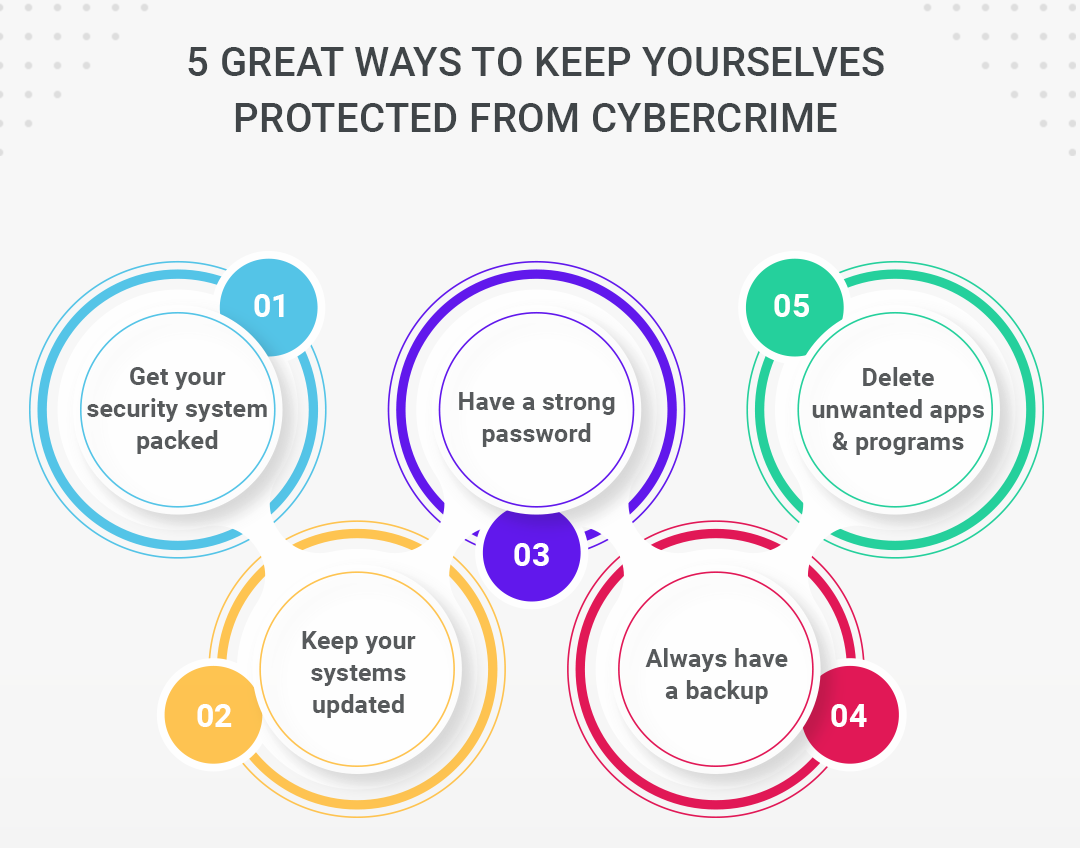 5 GREAT WAYS TO KEEP YOURSELVES
PROTECTED FROM CYBERCRIME
01
Get your
security system
packed
02
Keep your
systems
updated
03
Have a strong
password
04
Always have
a backup
05
Delete
unwanted apps
& programs